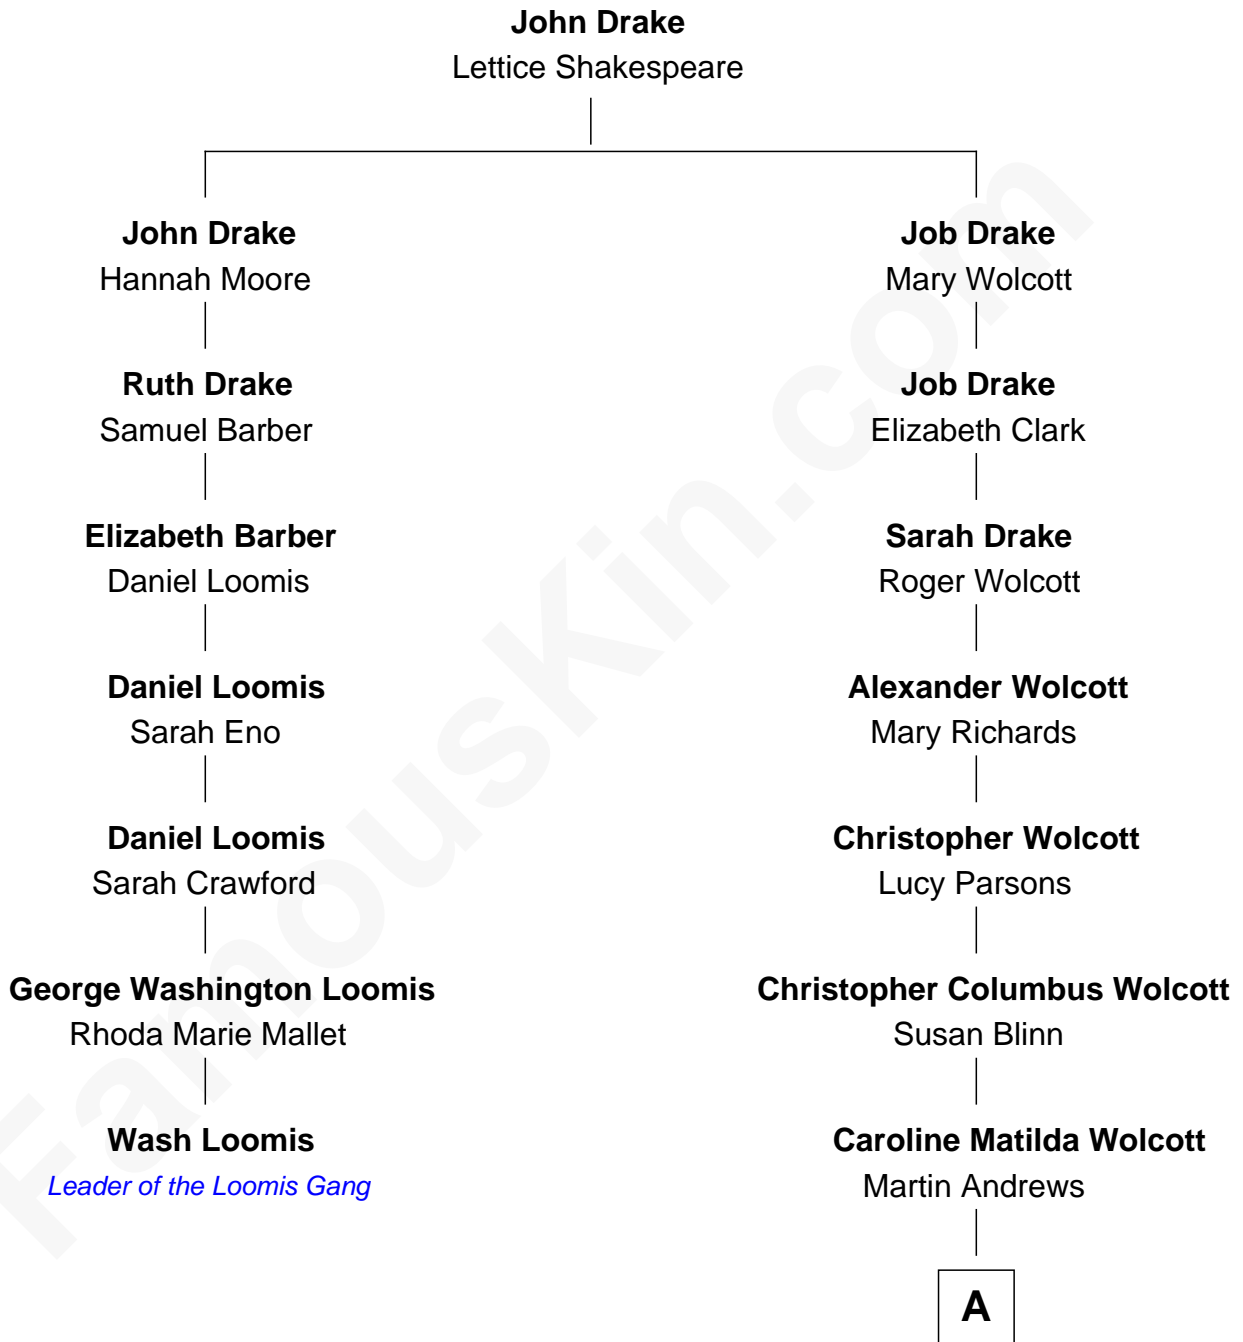 John Drake
Lettice Shakespeare
John Drake
Hannah Moore
Job Drake
Mary Wolcott
Ruth Drake
Samuel Barber
Job Drake
Elizabeth Clark
Elizabeth Barber
Daniel Loomis
Sarah Drake
Roger Wolcott
Daniel Loomis
Sarah Eno
Alexander Wolcott
Mary Richards
Daniel Loomis
Sarah Crawford
Christopher Wolcott
Lucy Parsons
George Washington Loomis
Rhoda Marie Mallet
Christopher Columbus Wolcott
Susan Blinn
Wash Loomis
Leader of the Loomis Gang
Caroline Matilda Wolcott
Martin Andrews
A
FamousKin.com